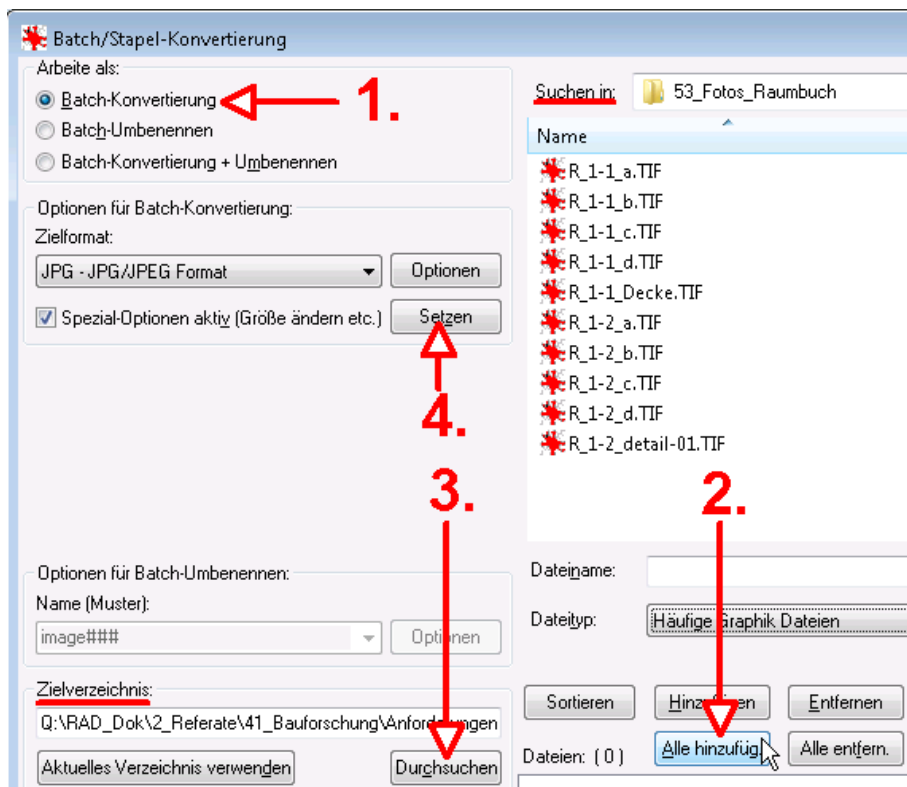 Batch/Stapel-Konvertierung
Arbeite als:
Batch-Konvertierung
1.
Batch-Umbenennen
Batch-Konvertierung + Umbenennen
Optionen für Batch-Konvertierung:
Zielformat:
JPG - JPG/JPEG Format
Optionen
Spezial-Optionen aktiv (Größe ändern etc.)
Setzen
4.
3.
Optionen für Batch-Umbenennen:
Name (Muster):
image###
Optionen
Zielverzeichnis:
Q:\RAD_Dok\2_Referate\41_Bauforschung\Anforderungen
Aktuelles Verzeichnis verwenden
Durchsuchen
Suchen in:
53_Fotos_Raumbuch
Name
R_1-1_a.TIF
R_1-1_b.TIF
R_1-1_c.TIF
R_1-1_d.TIF
R_1-1_Decke.TIF
R_1-2_a.TIF
R_1-2_b.TIF
R_1-2_c.TIF
R_1-2_d.TIF
R_1-2_detail-01.TIF
2.
Dateiname:
Dateityp:
Häufige Graphik Dateien
Sortieren
Hinzufügen
Entfernen
Dateien: ( 0 )
Alle hinzufüg.
Alle entfern.